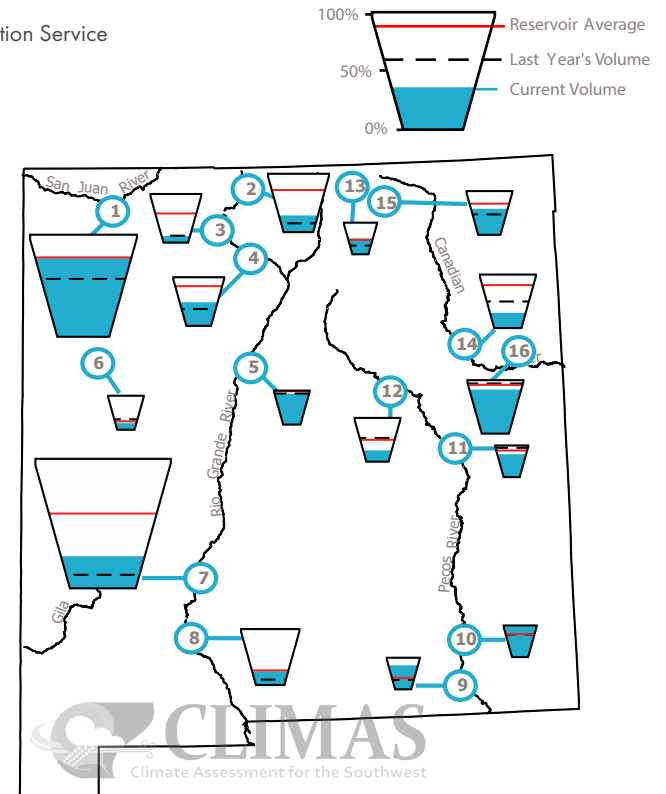 tion Service
100%
50%
0%
Reservoir Average
Last Year's Volume
Current Volume
San Juan River
1
2
3
4
13
15
Canadian
14
16
er
6
5
12
11
Rio Grande River
Pecos River
7
Gila
8
10
9
CLIMAS
Climate Assessment for the Southwest